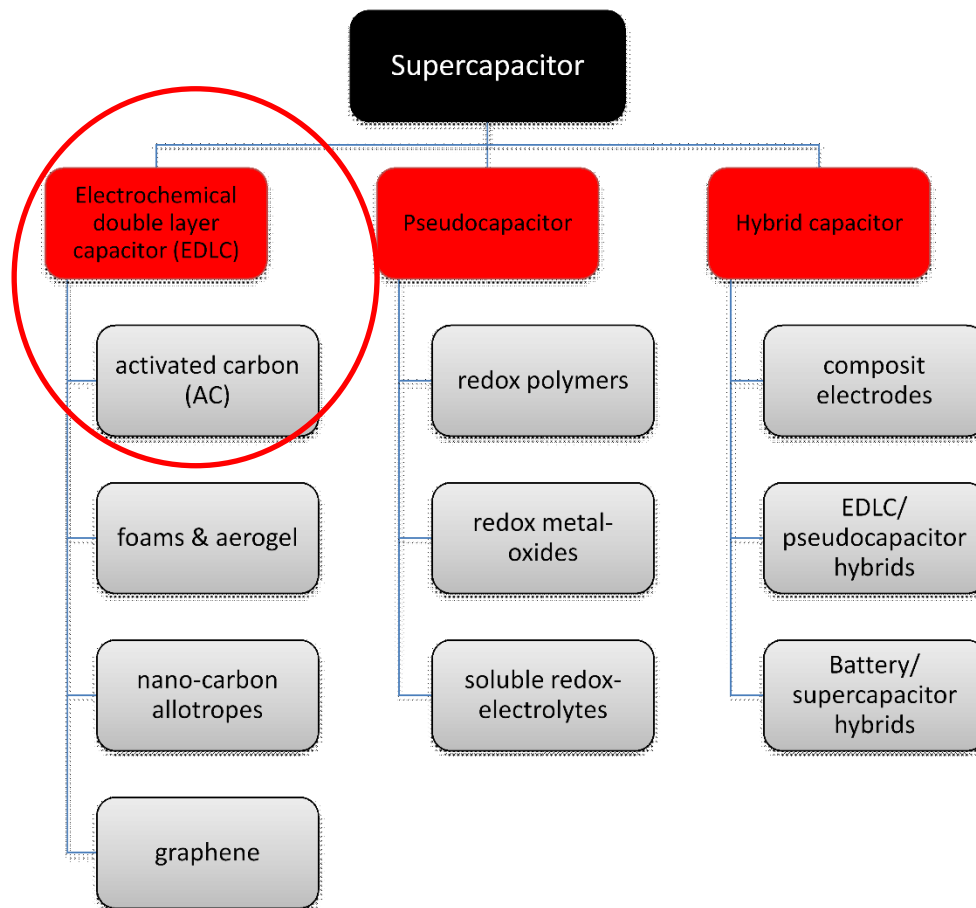 Supercapacitor
Electrochemical
double layer
capacitor (EDLC)
Pseudocapacitor
Hybrid capacitor
activated carbon
(AC)
redox polymers
composit
electrodes
foams & aerogel
redox metal-
oxides
EDLC/
pseudocapacitor
hybrids
nano-carbon
allotropes
soluble redox-
electrolytes
Battery/
supercapacitor
hybrids
graphene